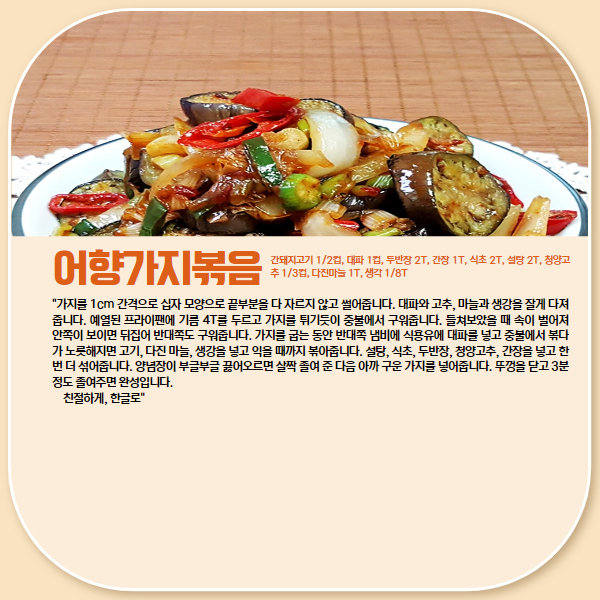 어향가지볶음
간돼지고기 1/2컵, 대파 1컵, 두반장 2T, 간장 1T, 식초 2T, 설탕 2T, 청양고
추 1/3컵, 다진마늘 1T, 생각 1/8T
"가지를 1cm 간격으로 십자 모양으로 끝부분을 다 자르지 않고 썰어줍니다. 대파와 고추, 마늘과 생강을 잘게 다져
줍니다. 예열된 프라이팬에 기름 4T를 두르고 가지를 튀기듯이 중불에서 구워줍니다. 들쳐보았을 때 속이 벌어져
안쪽이 보이면 뒤집어 반대쪽도 구워줍니다. 가지를 굽는 동안 반대쪽 냄비에 식용유에 대파를 넣고 중불에서 볶다
가 노릇해지면 고기, 다진 마늘, 생강을 넣고 익을 때까지 볶아줍니다. 설탕, 식초, 두반장, 청양고추, 간장을 넣고 한
번 더 섞어줍니다. 양념장이 부글부글 끓어오르면 살짝 졸여 준 다음 아까 구운 가지를 넣어줍니다. 뚜껑을 닫고 3분
정도 졸여주면 완성입니다.
친절하게, 한글로"